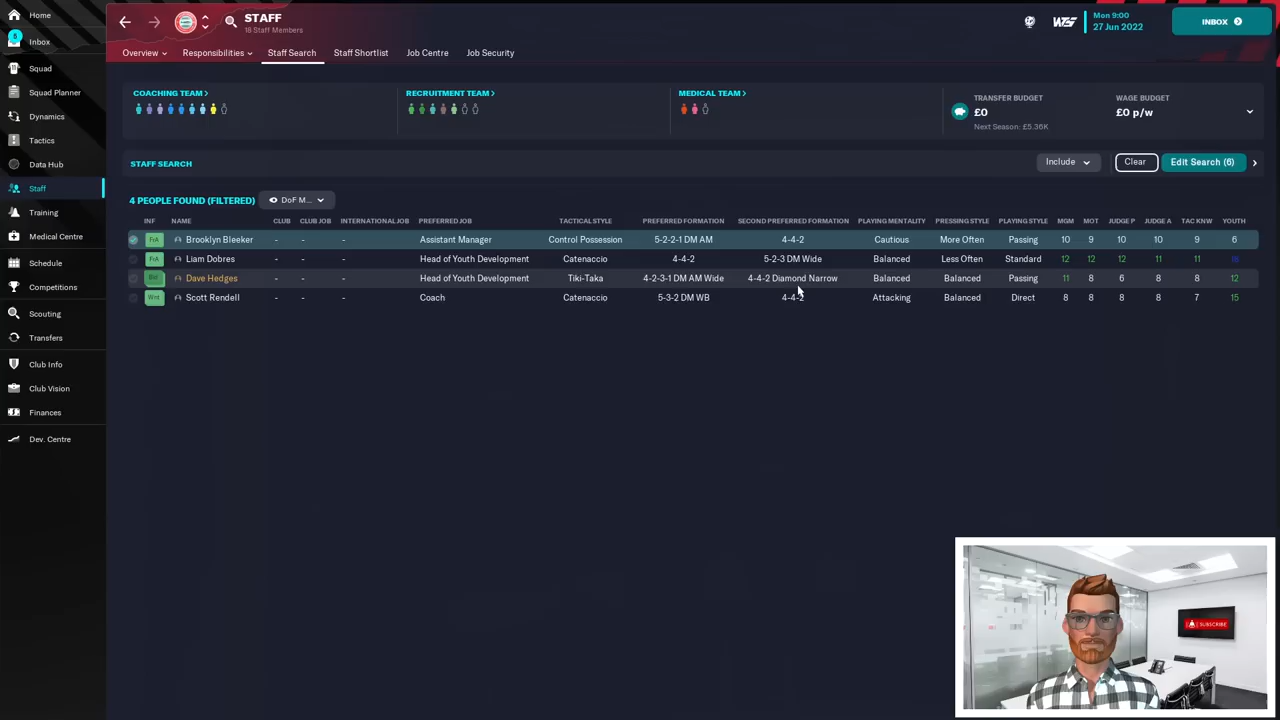 Home
6
Inbox
Squad
Squad Planner
Dynamics
Tactics
Data Hub
Staff
Training
Medical Centre
Schedule
Competitions
Scouting
Transfers
Club Info
Club Vision
Finances
Dev. Centre
STAFF
18 Staff Members
Mon 9:00
27 Jun 2022
INBOX
Overview Responsibilities Staff Search Staff Shortlist Job Centre Job Security
COACHING TEAM
RECRUITMENT TEAM
MEDICAL TEAM
TRANSFER BUDGET
£0
Next Season: £5.36K
WAGE BUDGET
£0 p/w
STAFF SEARCH
Include
Clear
Edit Search (6)
4 PEOPLE FOUND (FILTERED) DoF M...
INF NAME CLUB CLUB JOB INTERNATIONAL JOB PREFERRED JOB TACTICAL STYLE PREFERRED FORMATION SECOND PREFERRED FORMATION PLAYING MENTALITY PRESSING STYLE PLAYING STYLE MGM MOT JUDGE P JUDGE A TAC KNW YOUTH
FrA Brooklyn Bleeker - - - Assistant Manager Control Possession 5-2-2-1 DM AM 4-4-2 Cautious More Often Passing 10 9 10 10 9 6
FrA Liam Dobres - - - Head of Youth Development Catenaccio 4-4-2 5-2-3 DM Wide Balanced Less Often Standard 12 12 12 11 11
Dave Hedges - - - Head of Youth Development Tiki-Taka 4-2-3-1 DM AM Wide 4-4-2 Diamond Narrow Balanced Balanced Passing 11 8 6 8 8 12
Wnt Scott Rendell - - - Coach Catenaccio 5-3-2 DM WB 4-4-2 Attacking Balanced Direct 8 8 8 8 7 15
SUBSCRIBE